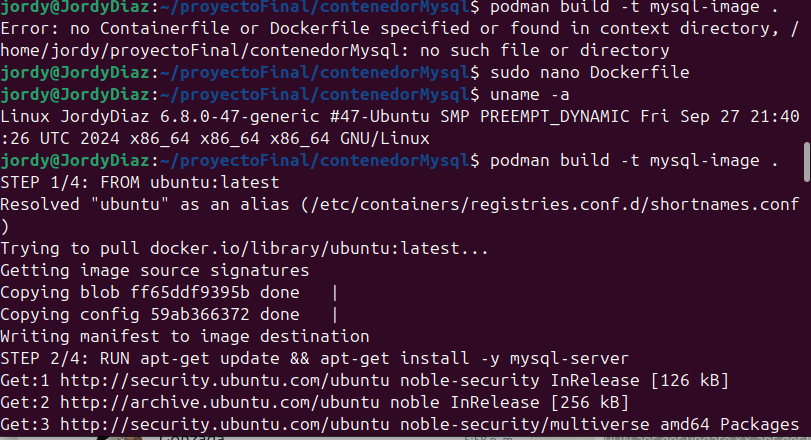 jordy@JordyDiaz:~/proyectoFinal/contenedorMysql$ podman build -t mysql-image .
Error: no Containerfile or Dockerfile specified or found in context directory, /
home/jordy/proyectoFinal/contenedorMysql: no such file or directory
jordy@JordyDiaz:~/proyectoFinal/contenedorMysql$ sudo nano Dockerfile
jordy@JordyDiaz:~/proyectoFinal/contenedorMysql$ uname -a
Linux JordyDiaz 6.8.0-47-generic #47-Ubuntu SMP PREEMPT_DYNAMIC Fri Sep 27 21:40
:26 UTC 2024 x86_64 x86_64 x86_64 GNU/Linux
jordy@JordyDiaz:~/proyectoFinal/contenedorMysql$ podman build -t mysql-image .
STEP 1/4: FROM ubuntu:latest
Resolved "ubuntu" as an alias (/etc/containers/registries.conf.d/shortnames.conf
)
Trying to pull docker.io/library/ubuntu:latest...
Getting image source signatures
Copying blob ff65ddf9395b done   |
Copying config 59ab366372 done   |
Writing manifest to image destination
STEP 2/4: RUN apt-get update && apt-get install -y mysql-server
Get:1 http://security.ubuntu.com/ubuntu noble-security InRelease [126 kB]
Get:2 http://archive.ubuntu.com/ubuntu noble InRelease [256 kB]
Get:3 http://security.ubuntu.com/ubuntu noble-security/multiverse amd64 Packages